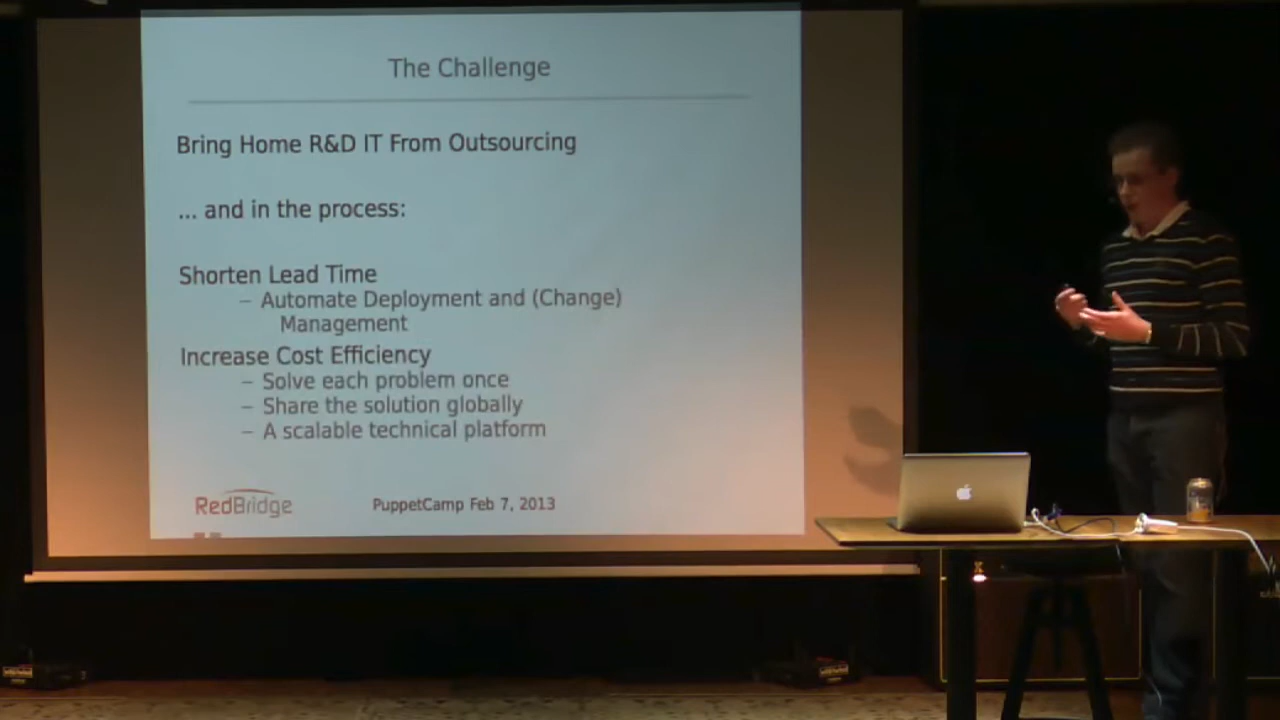 The Challenge
Bring Home R&D IT From Outsourcing
... and in the process:
Shorten Lead Time
– Automate Deployment and (Change)
Management
Increase Cost Efficiency
– Solve each problem once
– Share the solution globally
– A scalable technical platform
RedBridge PuppetCamp Feb 7, 2013